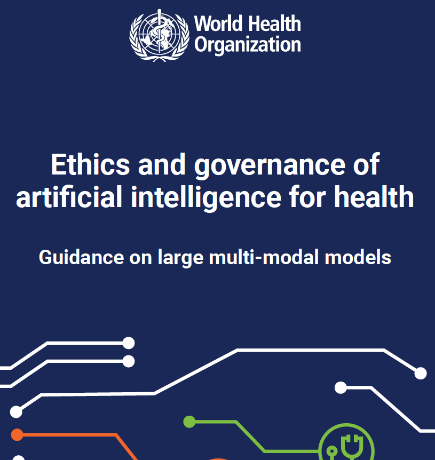 World Health
Organization
Ethics and governance of
artificial intelligence for health
Guidance on large multi-modal models